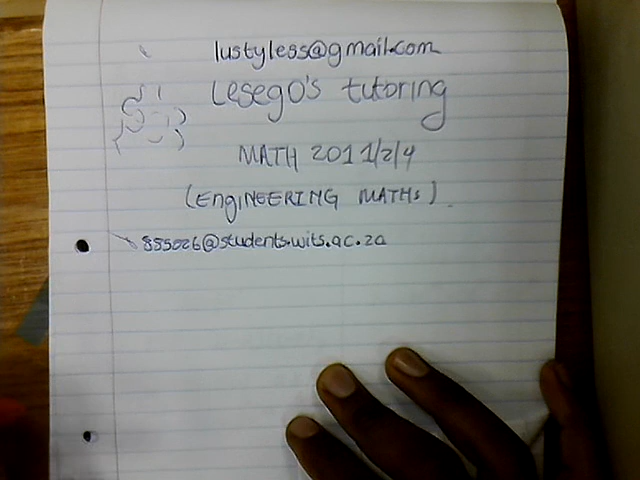 lustyless@gmail.com
Lesego's tutoring
MATH 2011/2/4
(ENgiNEERING MATHs)
855026@students.wits.ac.za